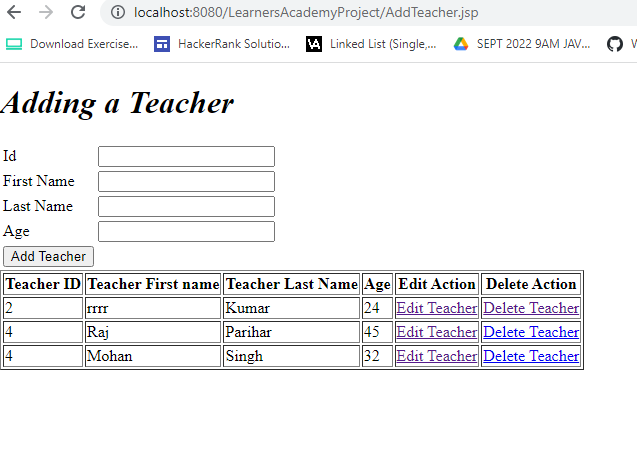 localhost:8080/LearnersAcademyProject/AddTeacher.jsp
Download Exercise... HackerRank Solutio... Linked List (Single,... SEPT 2022 9AM JAV... W
Adding a Teacher
Id
First Name
Last Name
Age
Add Teacher
Teacher ID Teacher First name Teacher Last Name Age Edit Action Delete Action
2 rrrr Kumar 24 Edit Teacher Delete Teacher
4 Raj Parihar 45 Edit Teacher Delete Teacher
4 Mohan Singh 32 Edit Teacher Delete Teacher